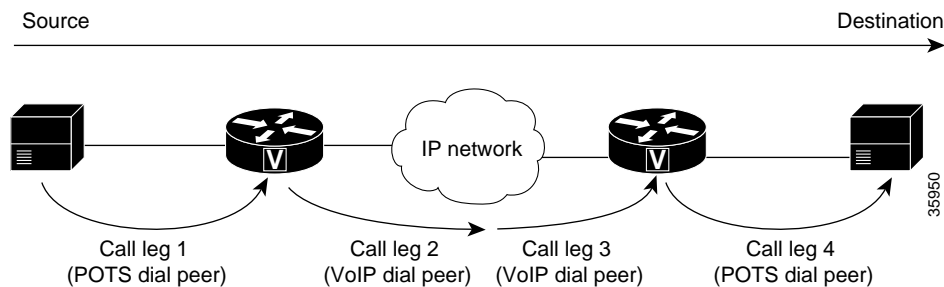 Source
Destination
V
IP network
V
35950
Call leg 1
(POTS dial peer)
Call leg 2
(VoIP dial peer)
Call leg 3
(VoIP dial peer)
Call leg 4
(POTS dial peer)